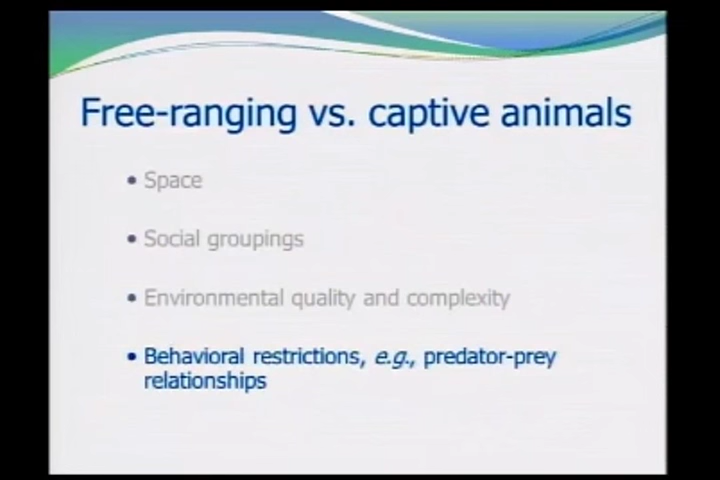 Free-ranging vs. captive animals
• Space
• Social groupings
• Environmental quality and complexity
• Behavioral restrictions, e.g., predator-prey
relationships